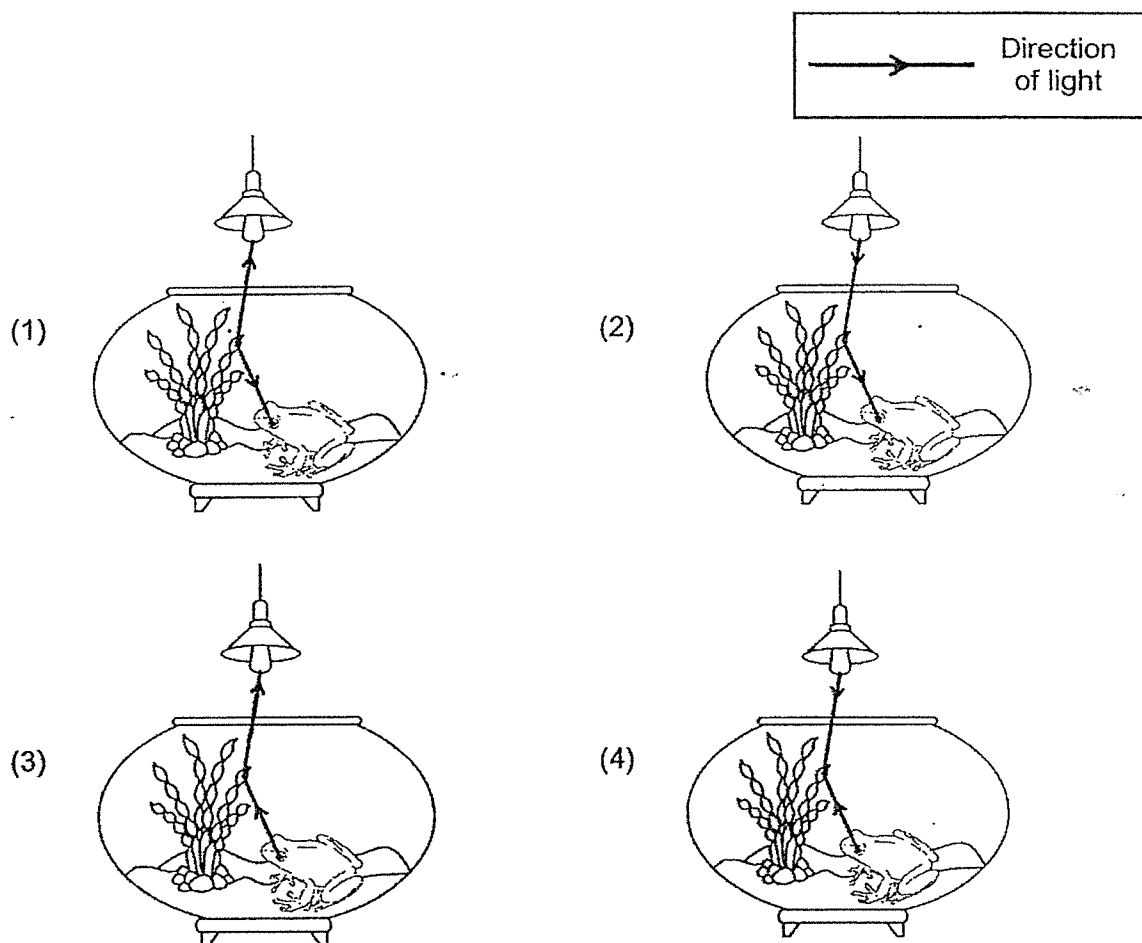 Direction
of light
(1)
(2)
(3)
(4)